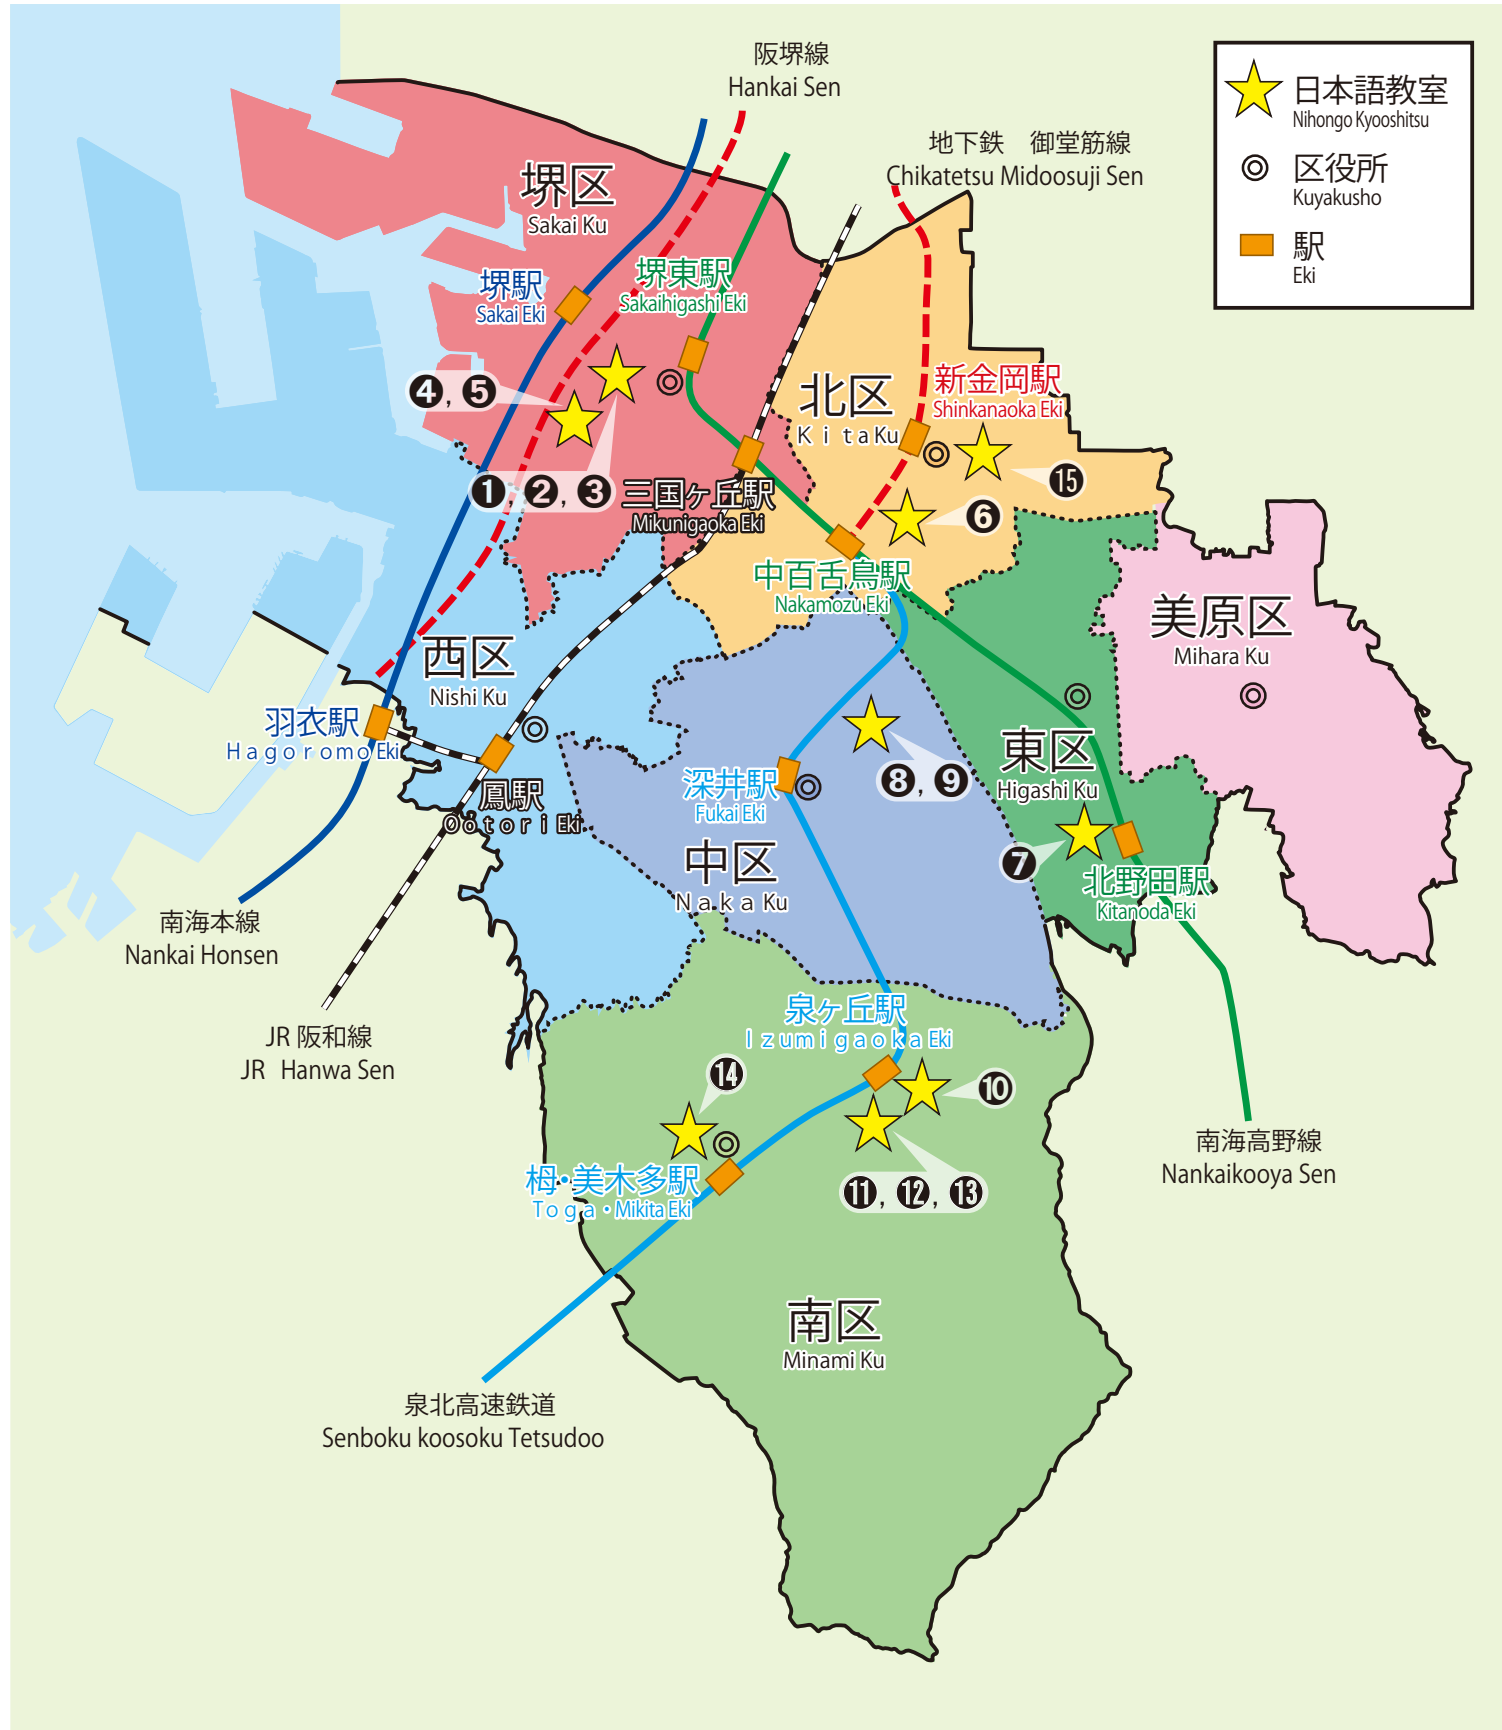 阪堺線
Hankai Sen
地下鉄　御堂筋線
Chikatetsu Midoosuji Sen
日本語教室
Nihongo Kyooshitsu
区役所
Kuyakusho
駅
Eki
堺区
Sakai Ku
堺駅
Sakai Eki
堺東駅
Sakaihigashi Eki
❹, ❺
❶, ❷, ❸
三国ヶ丘駅
Mikunigaoka Eki
北区
Kita Ku
新金岡駅
Shinkanaoka Eki
⓯
❻
中百舌鳥駅
Nakamozu Eki
美原区
Mihara Ku
西区
Nishi Ku
羽衣駅
Hagoromo Eki
鳳駅
Ootori Eki
深井駅
Fukai Eki
❽, ❾
東区
Higashi Ku
❼
中区
Naka Ku
北野田駅
Kitanoda Eki
南海本線
Nankai Honsen
JR 阪和線
JR Hanwa Sen
泉ヶ丘駅
Izumigaoka Eki
⓮
❿
⓫, ⓬, ⓭
栂・美木多駅
Toga・Mikita Eki
南海高野線
Nankaikooya Sen
南区
Minami Ku
泉北高速鉄道
Senboku koosoku Tetsudoo